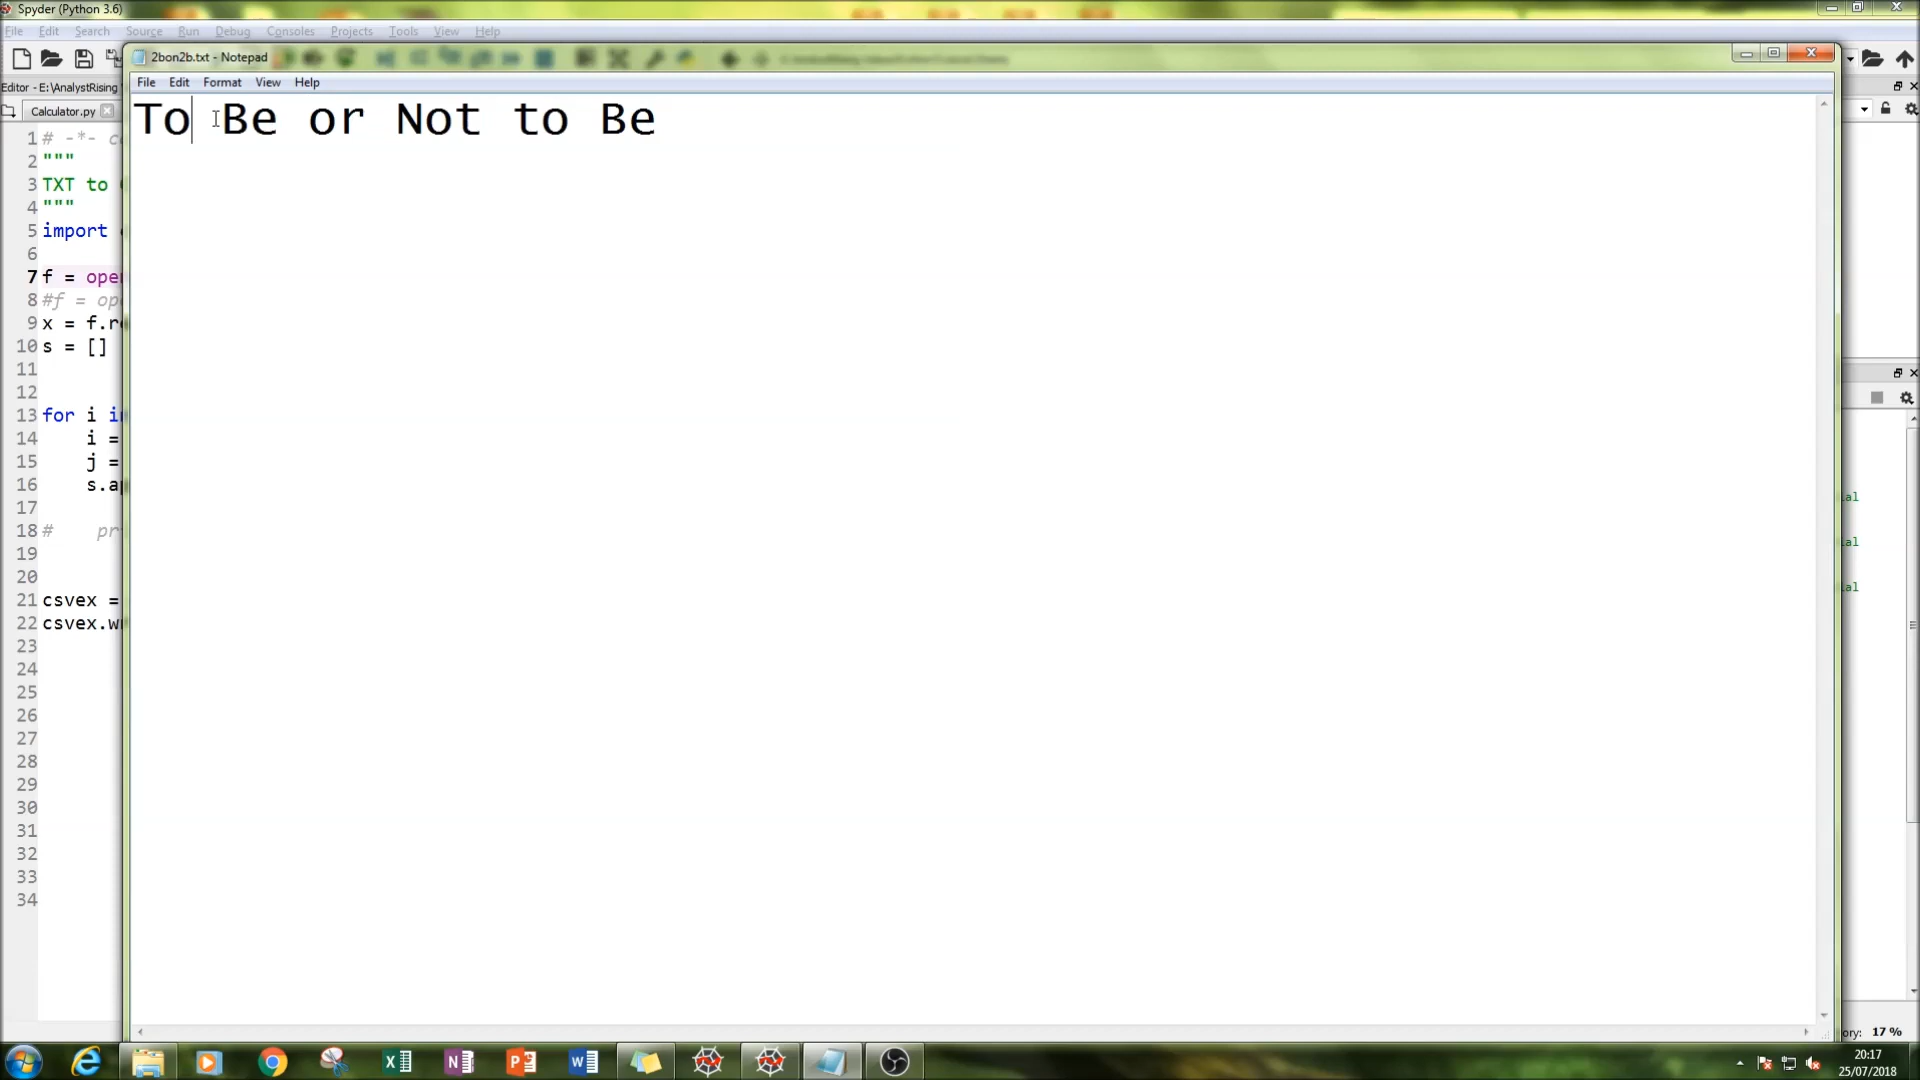 Spyder (Python 3.6)
File Edit Search Source Run Debug Consoles Projects Tools View Help
2bon2b.txt - Notepad
Editor - E:\AnalystRising
File Edit Format View Help
Calculator.py
To Be or Not to Be
1 # -*-
2 """
3 TXT to
4 """
5 import
6
7 f = open
8 #f =
9 x =
10 s = []
11
12
13 for i
14 i =
15 j =
16
17
18 #
19
20
21 csvex =
22
23
24
25
26
27
28
29
30
31
32
33
34
17 %
20:17
25/07/2018